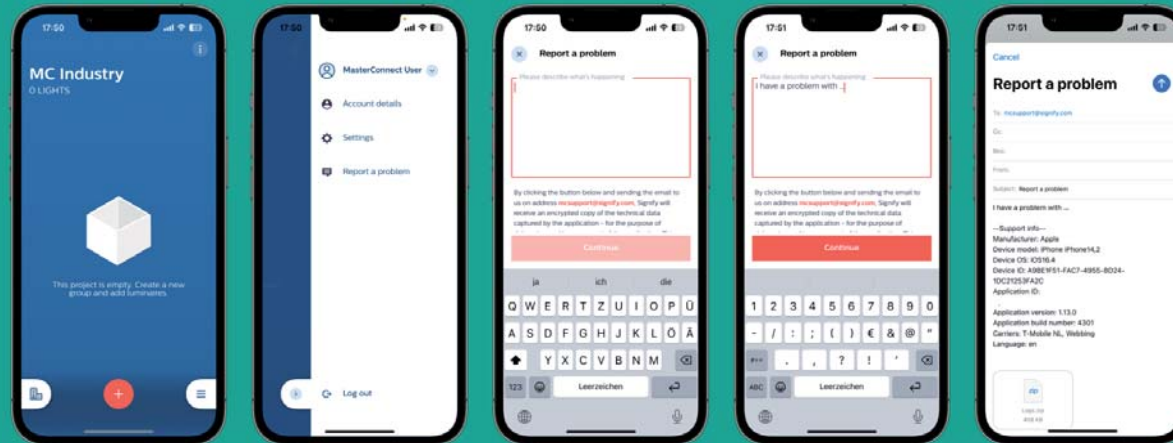 17:50
MC Industry
0 LIGHTS
This project is empty. Create a new
group and add luminaires.
17:50
MasterConnect User
Account details
Settings
Report a problem
Log out
17:50
Report a problem
Please describe what's happening
By clicking the button below and sending the email to
us on address mcsupport@signify.com, Signify will
receive an encrypted copy of the technical data
captured by the application - for the purpose of
Continue
ja ich die
Q W E R T Z U I O P Ü
A S D F G H J K L Ö Ä
Y X C V B N M
123 Leerzeichen
17:51
Report a problem
Please describe what's happening
I have a problem with ..
By clicking the button below and sending the email to
us on address mcsupport@signify.com, Signify will
receive an encrypted copy of the technical data
captured by the application - for the purpose of
Continue
1 2 3 4 5 6 7 8 9 0
- / : ; ( ) € & @ "
#+= . , ? ! '
ABC Leerzeichen
17:51
Cancel
Report a problem
To: mcsupport@signify.com
Cc:
Bcc:
From:
Subject: Report a problem
I have a problem with ...
---Support info---
Manufacturer: Apple
Device model: iPhone iPhone14,2
Device OS: iOS16.4
Device ID: A9BE1F51-FAC7-4955-8D24-
1DC21253FA2C
Application ID:
Application version: 1.13.0
Application build number: 4301
Carriers: T-Mobile NL, Webbing
Language: en
zip